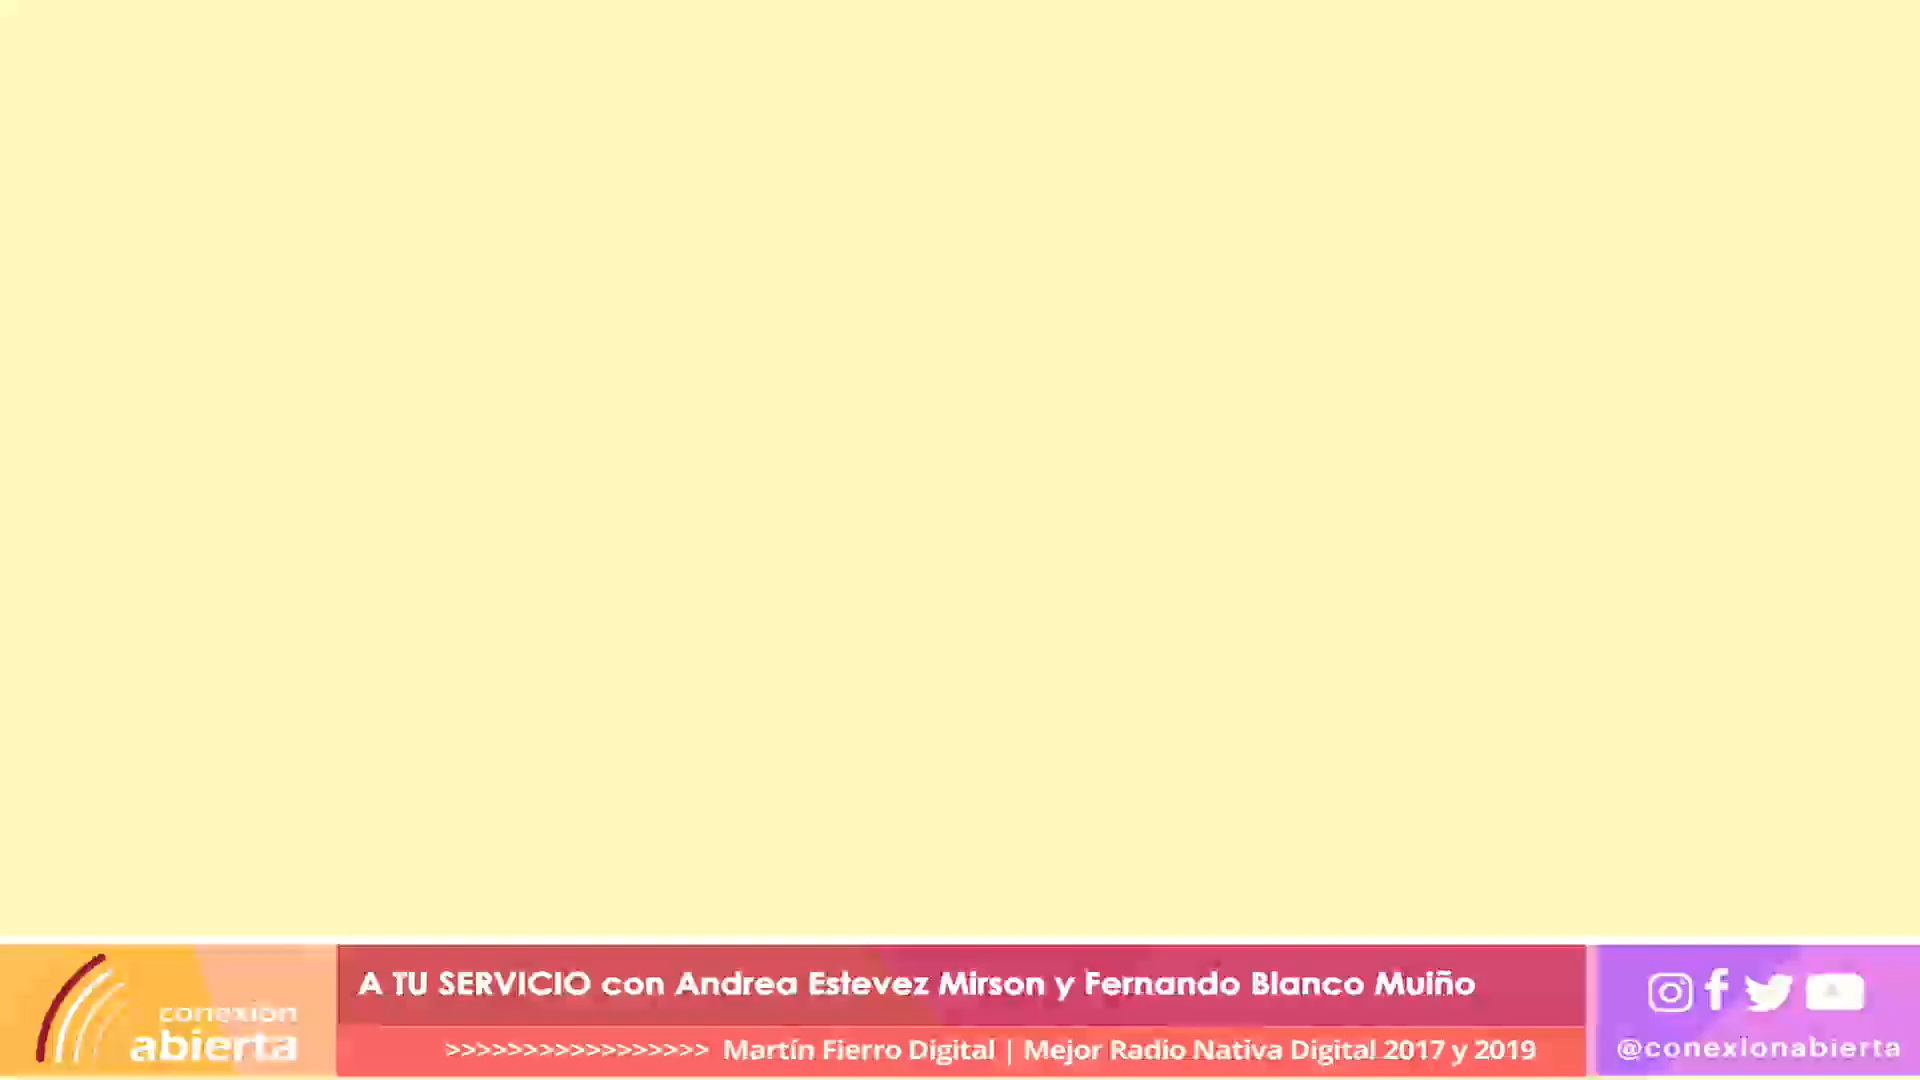 A TU SERVICIO con Andrea Estevez Mirson y Fernando Blanco Muiño
conexión
abierta
>>>>>>>>>>>>>>>>> Martín Fierro Digital | Mejor Radio Nativa Digital 2017 y 2019
@conexionabierta